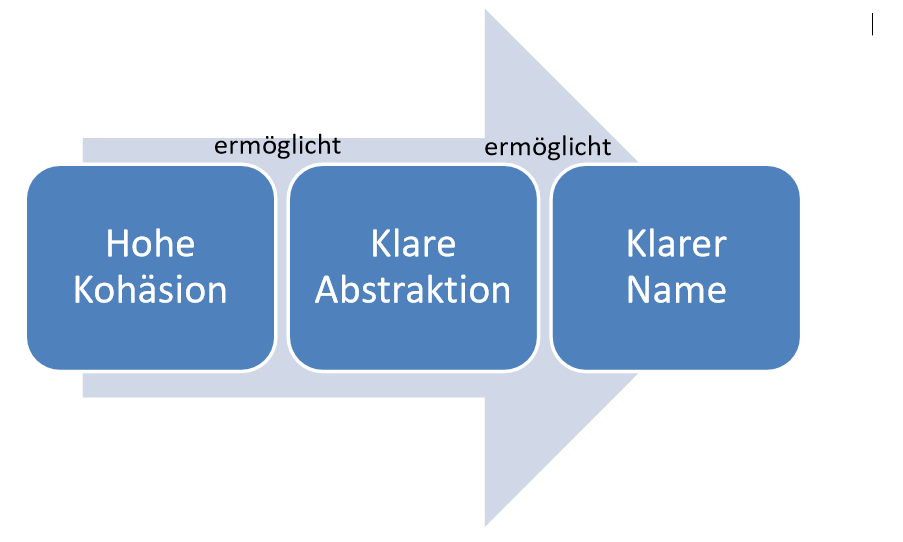 ermöglicht
ermöglicht
Hohe
Kohäsion
Klare
Abstraktion
Klarer
Name